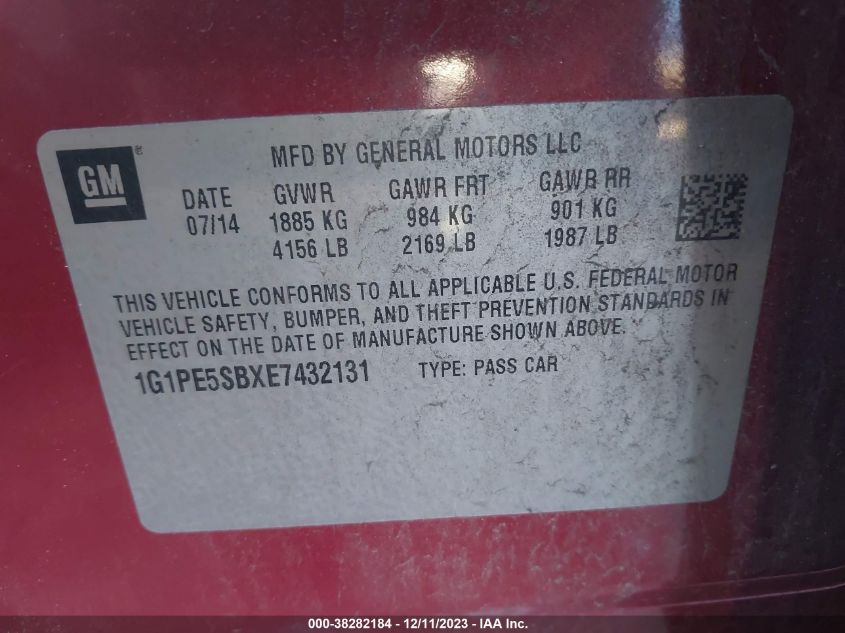 GM
MFD BY GENERAL MOTORS LLC
DATE GVWR GAWR FRT GAWR RR
07/14 1885 KG 984 KG 901 KG
4156 LB 2169 LB 1987 LB
THIS VEHICLE CONFORMS TO ALL APPLICABLE U.S. FEDERAL MOTOR
VEHICLE SAFETY, BUMPER, AND THEFT PREVENTION STANDARDS IN
EFFECT ON THE DATE OF MANUFACTURE SHOWN ABOVE.
1G1PE5SBXE7432131 TYPE: PASS CAR
000-38282184 - 12/11/2023 - IAA Inc.